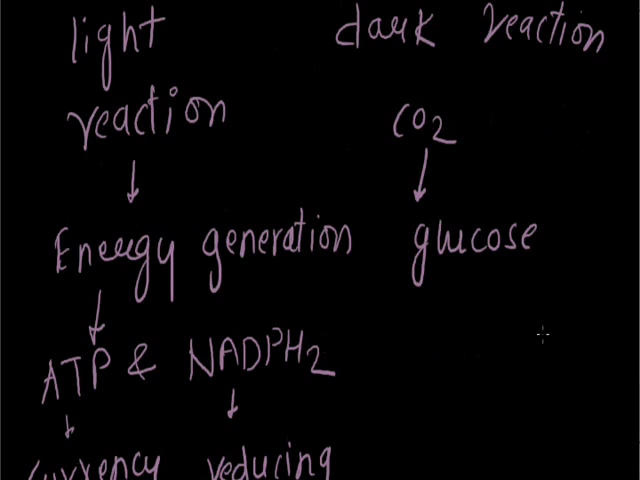 light dark reaction
reaction CO2
Energy generation glucose
ATP & NADPH2
currency reducing